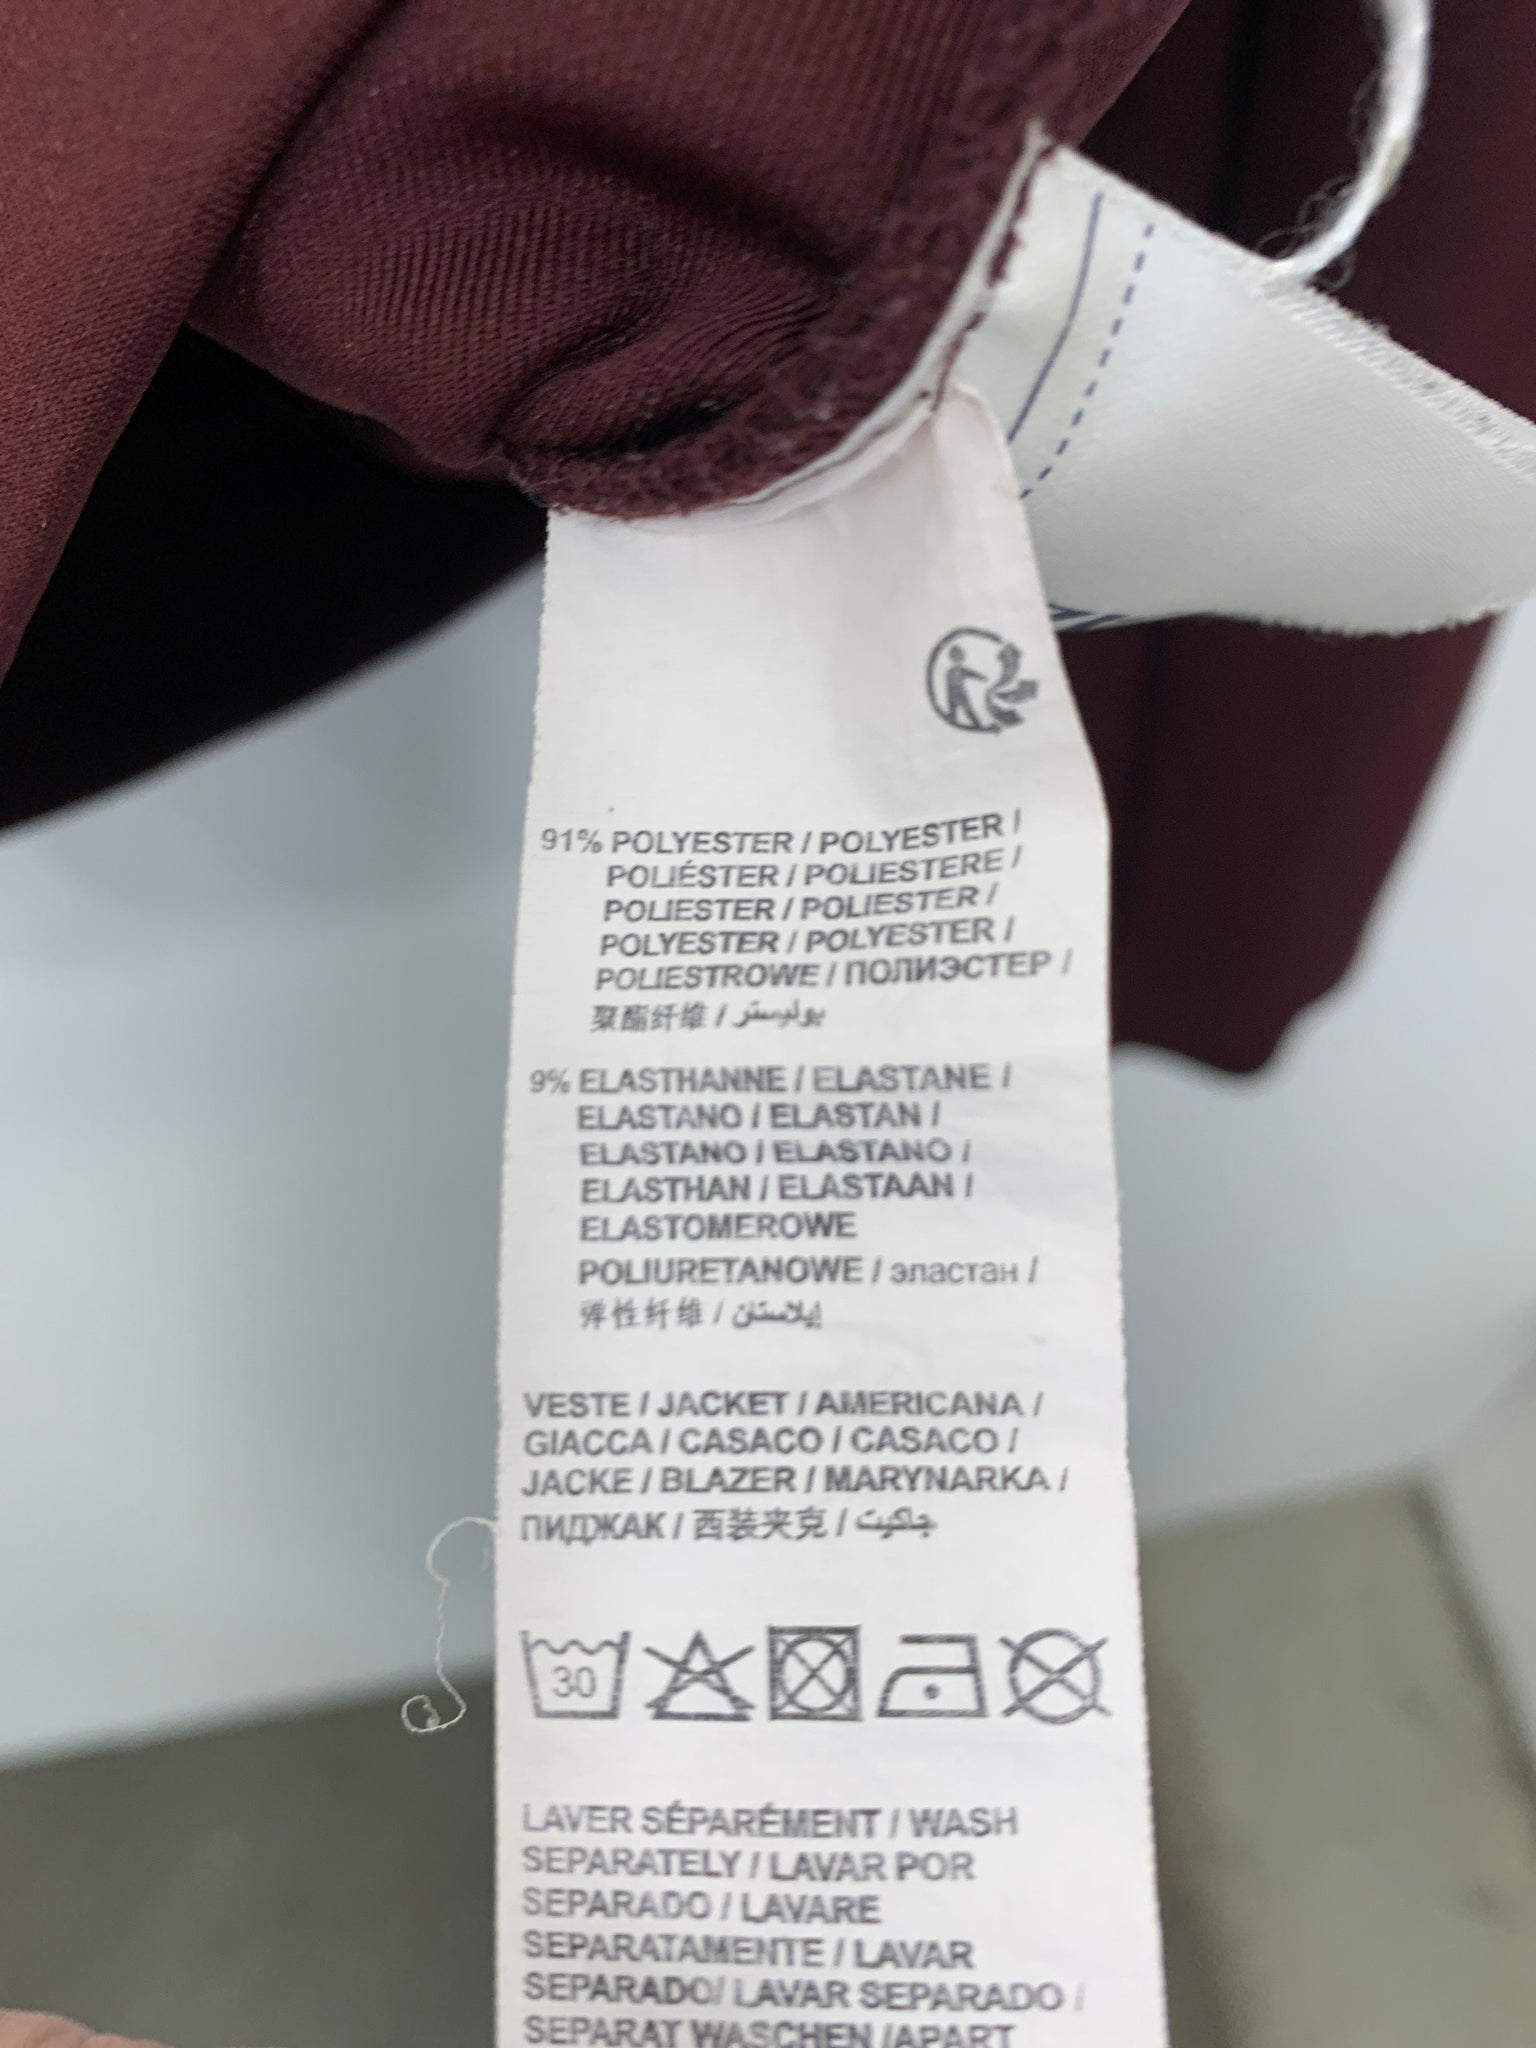 91% POLYESTER / POLYESTER /
POLIÉSTER / POLIESTERE /
POLIESTER / POLIESTER /
POLYESTER / POLYESTER /
POLIESTROWE / ПОЛИЭСТЕР /
聚酯纤维 / بوليستر
9% ELASTHANNE / ELASTANE /
ELASTANO / ELASTAN /
ELASTANO / ELASTANO /
ELASTHAN / ELASTAAN /
ELASTOMEROWE
POLIURETANOWE / эластан /
弹性纤维 / إيلاستان
VESTE / JACKET / AMERICANA /
GIACCA / CASACO / CASACO /
JACKE / BLAZER / MARYNARKA /
ПИДЖАК / 西装夹克 / جاكيت
30
LAVER SÉPARÉMENT / WASH
SEPARATELY / LAVAR POR
SEPARADO / LAVARE
SEPARATAMENTE / LAVAR
SEPARADO/ LAVAR SEPARADO /
SEPARAT WASCHEN /APART